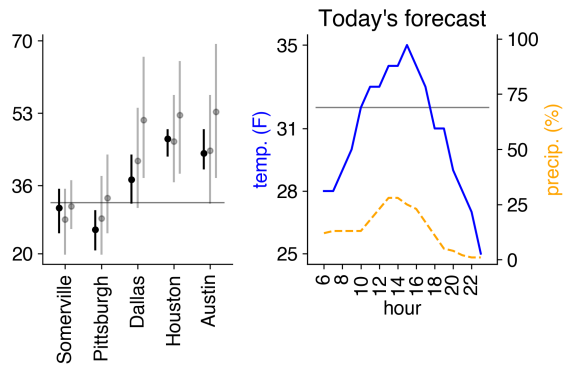 Today's forecast
70
53
36
20
Somerville
Pittsburgh
Dallas
Houston
Austin
temp. (F)
35
31
28
25
100
75
50
25
0
precip. (%)
6
8
10
12
14
16
18
20
22
hour